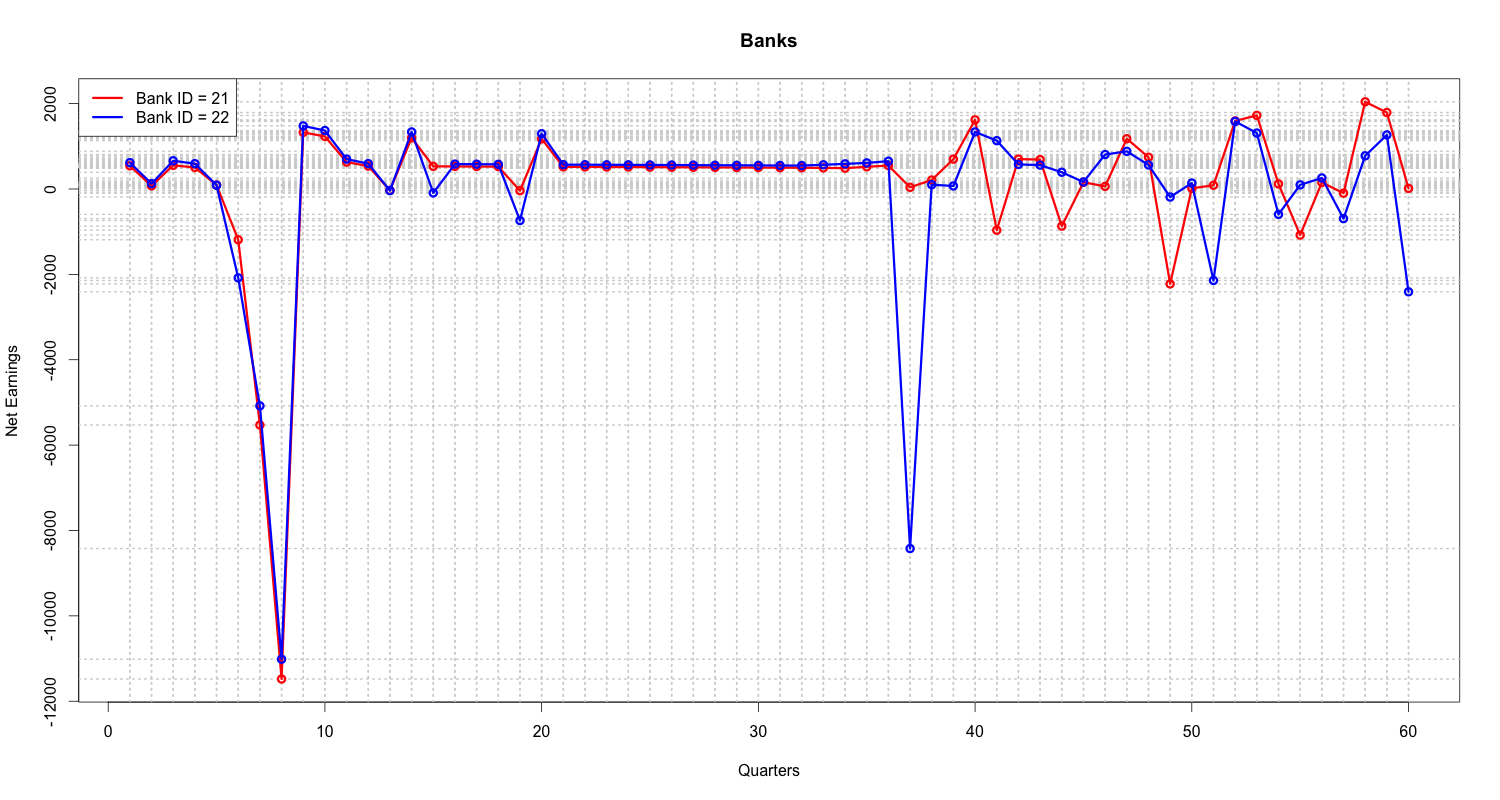 Banks
Bank ID = 21
Bank ID = 22
Net Earnings
2000
0
-2000
-4000
-6000
-8000
-10000
-12000
0 10 20 30 40 50 60
Quarters